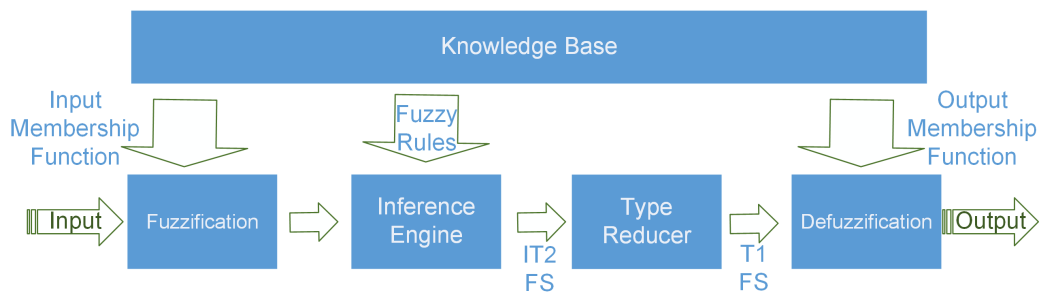 Knowledge Base
Input
Membership
Function
Fuzzy
Rules
Output
Membership
Function
Input
Fuzzification
Inference
Engine
IT2
FS
Type
Reducer
T1
FS
Defuzzification
Output